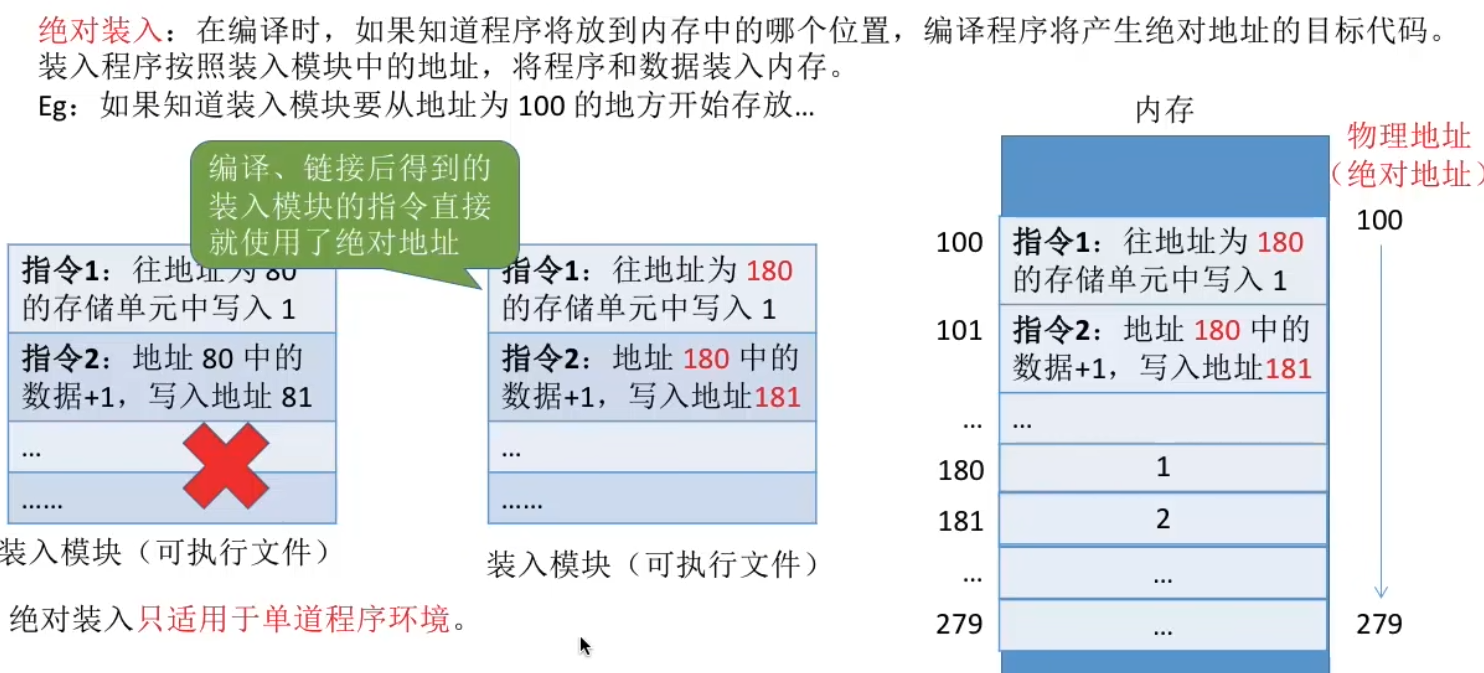 绝对装入：在编译时，如果知道程序将放到内存中的哪个位置，编译程序将产生绝对地址的目标代码。
装入程序按照装入模块中的地址，将程序和数据装入内存。
Eg：如果知道装入模块要从地址为 100 的地方开始存放...
编译、链接后得到的
装入模块的指令直接
就使用了绝对地址
指令1：往地址为 80
的存储单元中写入 1
指令2：地址 80 中的
数据+1，写入地址 81
...
......
装入模块（可执行文件）
指令1：往地址为 180
的存储单元中写入 1
指令2：地址 180 中的
数据+1，写入地址181
...
......
装入模块（可执行文件）
内存
物理地址
（绝对地址）
100
指令1：往地址为 180
的存储单元中写入 1
101
指令2：地址 180 中的
数据+1，写入地址181
...
...
180
1
181
2
...
...
279
...
100
279
绝对装入只适用于单道程序环境。